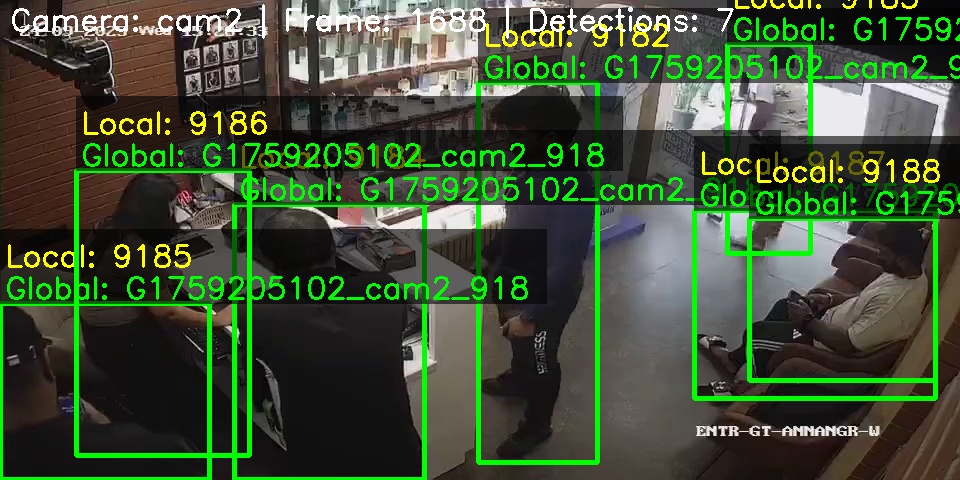 Camera: cam2 | Frame: 1688 | Detections: 7
Local: 9182
Global: G1759205102_cam2_9
Global: G17592
Local: 9186
Global: G1759205102_cam2_918
Global: G1759205102_cam2_
Local: 9188
Global: G1759
Local: 9185
Global: G1759205102_cam2_918
ENTR-GT-ANNANGR-W